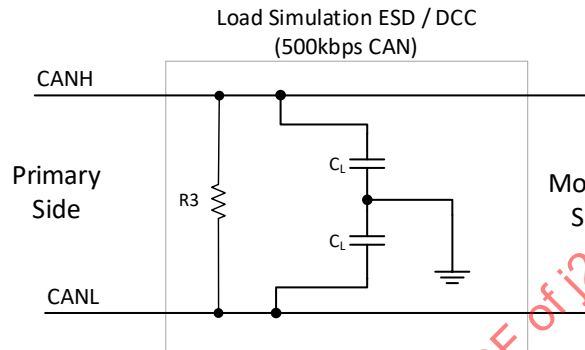 Load Simulation ESD / DCC
(500kbps CAN)
CANH
CL
Primary
Side
R3
CL
CANL